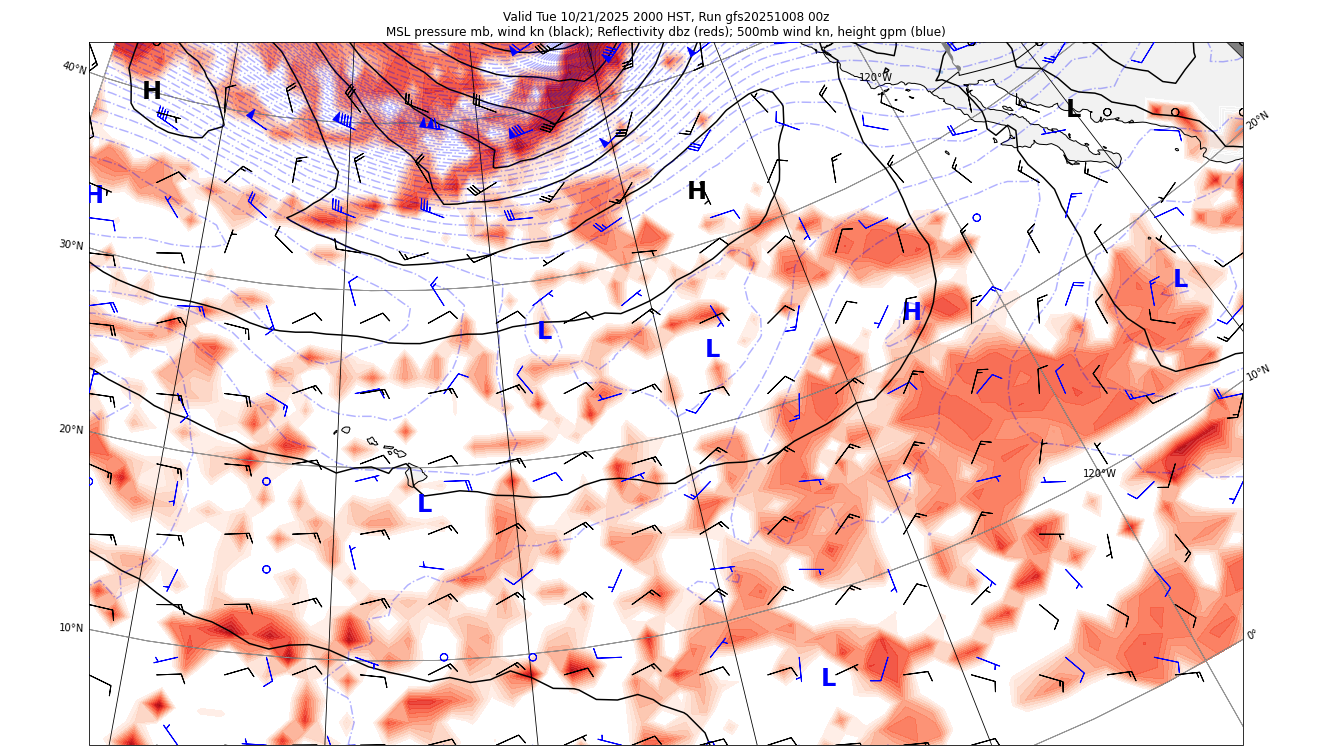 Valid Tue 10/21/2025 2000 HST, Run gfs20251008 00z
MSL pressure mb, wind kn (black); Reflectivity dbz (reds); 500mb wind kn, height gpm (blue)
40°N
120°W
H
L
20°N
H
H
30°N
L
H
L
L
10°N
20°N
120°W
L
10°N
0°
L